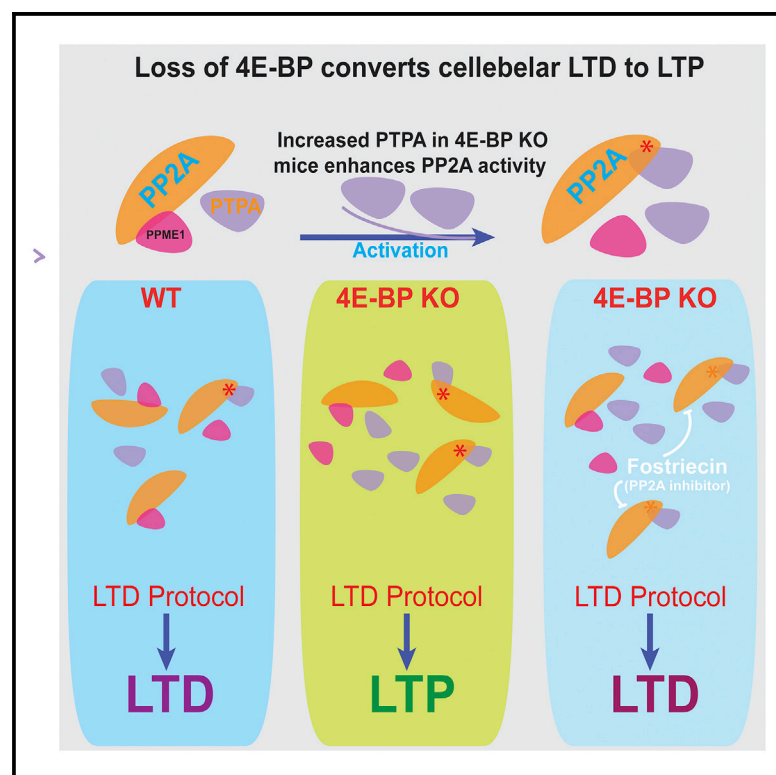 Loss of 4E-BP converts cellebelar LTD to LTP
PP2A
PTPA
PPME1
Increased PTPA in 4E-BP KO
mice enhances PP2A activity
Activation
PP2A
*
WT
*
LTD Protocol
LTD
4E-BP KO
*
*
LTD Protocol
LTP
4E-BP KO
*
Fostriecin
(PP2A inhibitor)
*
LTD Protocol
LTD